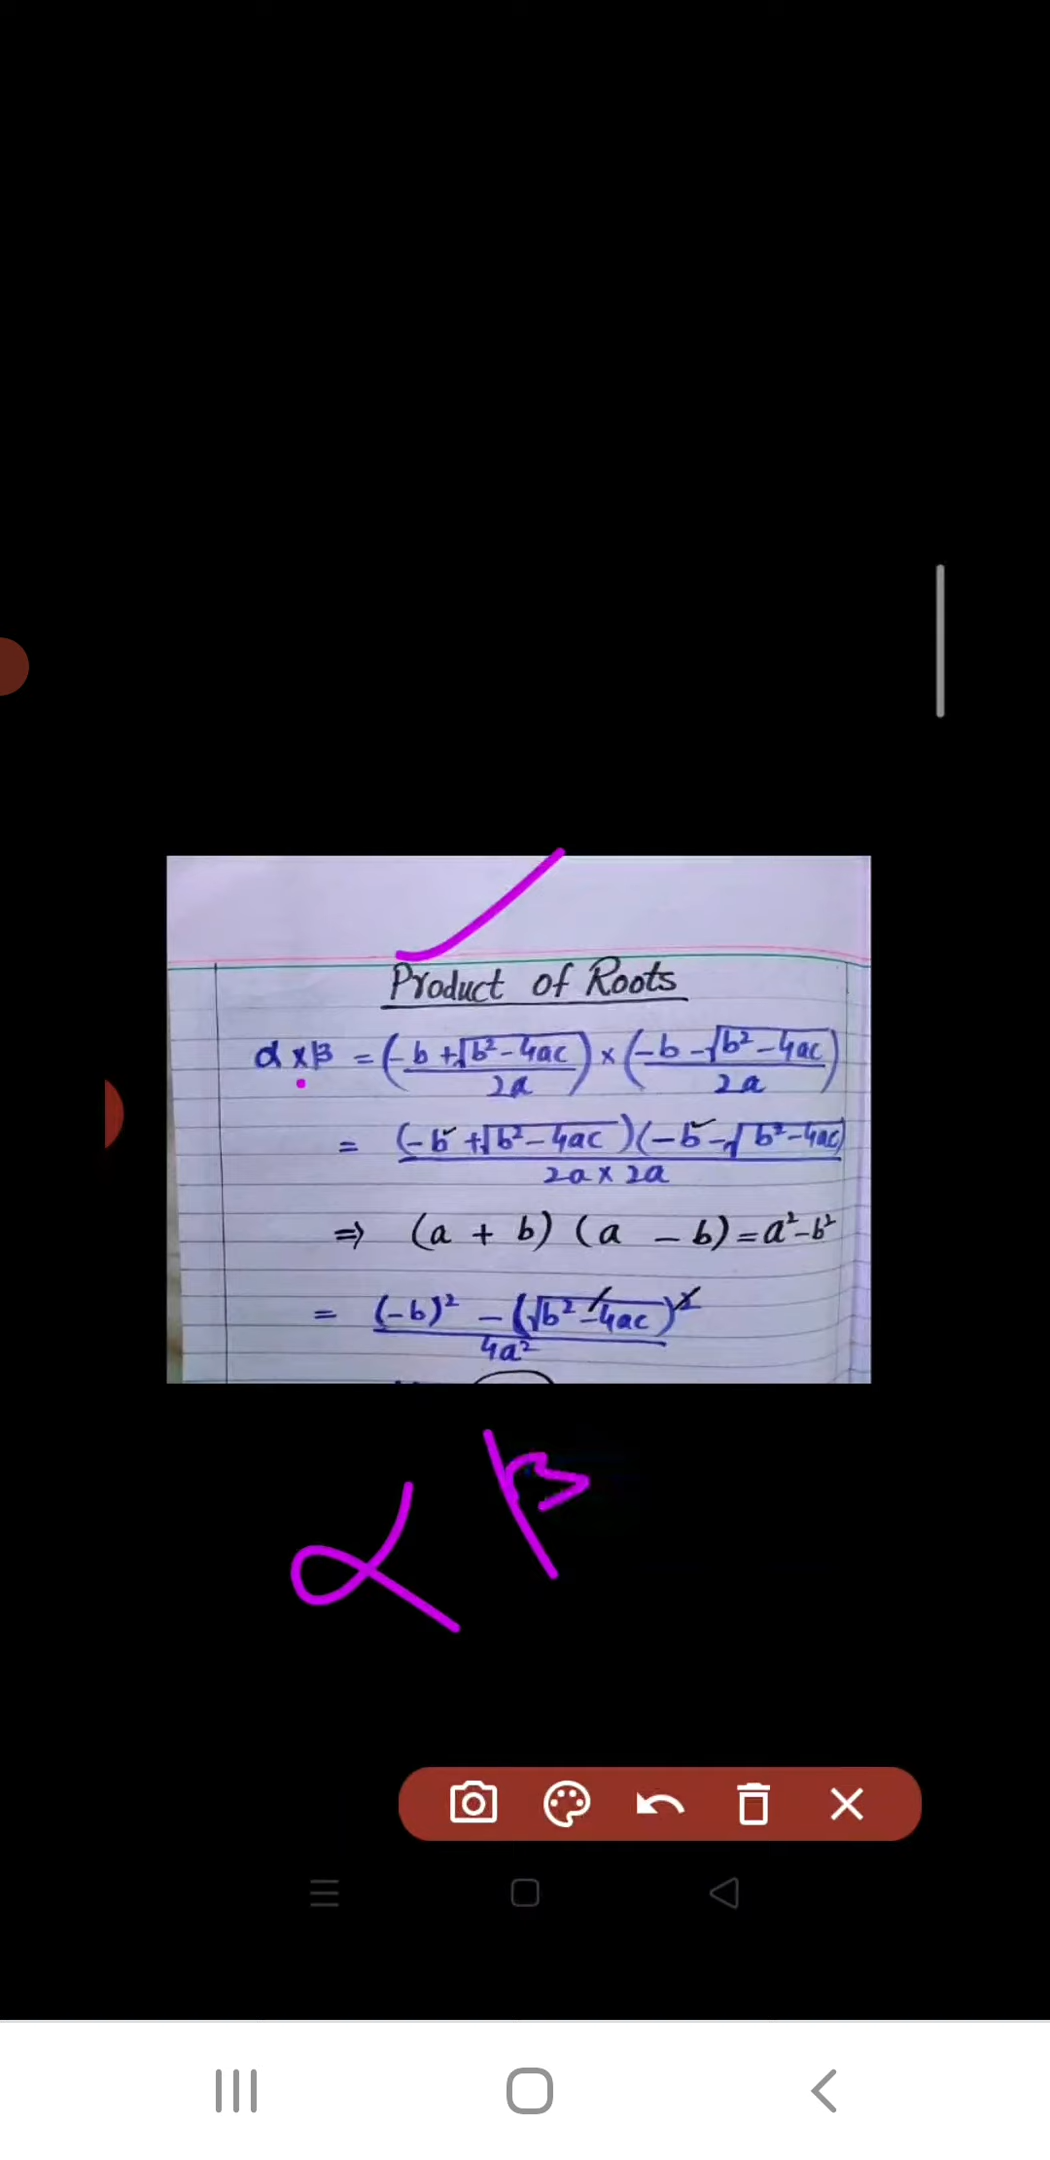 Product of Roots
α × β = (-b + √b² - 4ac / 2a) × (-b - √b² - 4ac / 2a)
= (-b + √b² - 4ac)(-b - √b² - 4ac) / 2a × 2a
⇒ (a + b) (a - b) = a² - b²
= (-b)² - (√b² - 4ac)² / 4a²
α β